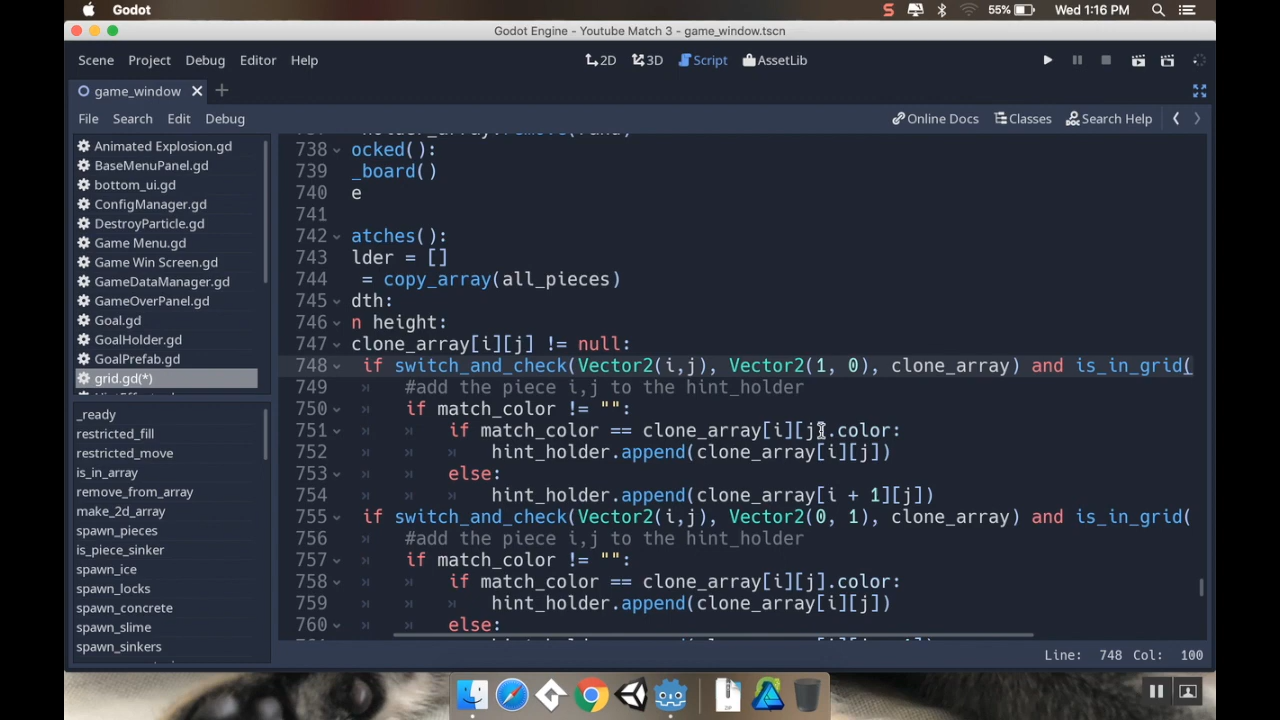 Godot
55%
Wed 1:16 PM
Godot Engine - Youtube Match 3 - game_window.tscn
Scene Project Debug Editor Help
2D 3D Script AssetLib
game_window
File Search Edit Debug
Online Docs Classes Search Help
Animated Explosion.gd
BaseMenuPanel.gd
bottom_ui.gd
ConfigManager.gd
DestroyParticle.gd
Game Menu.gd
Game Win Screen.gd
GameDataManager.gd
GameOverPanel.gd
Goal.gd
GoalHolder.gd
GoalPrefab.gd
grid.gd(*)
_ready
restricted_fill
restricted_move
is_in_array
remove_from_array
make_2d_array
spawn_pieces
is_piece_sinker
spawn_ice
spawn_locks
spawn_concrete
spawn_slime
spawn_sinkers
738 ocked():
739 _board()
740 e
741
742 atches():
743 lder = []
744 = copy_array(all_pieces)
745 dth:
746 n height:
747 clone_array[i][j] != null:
748 if switch_and_check(Vector2(i,j), Vector2(1, 0), clone_array) and is_in_grid(
749 #add the piece i,j to the hint_holder
750 if match_color != "":
751 if match_color == clone_array[i][j].color:
752 hint_holder.append(clone_array[i][j])
753 else:
754 hint_holder.append(clone_array[i + 1][j])
755 if switch_and_check(Vector2(i,j), Vector2(0, 1), clone_array) and is_in_grid(
756 #add the piece i,j to the hint_holder
757 if match_color != "":
758 if match_color == clone_array[i][j].color:
759 hint_holder.append(clone_array[i][j])
760 else:
Line: 748 Col: 100